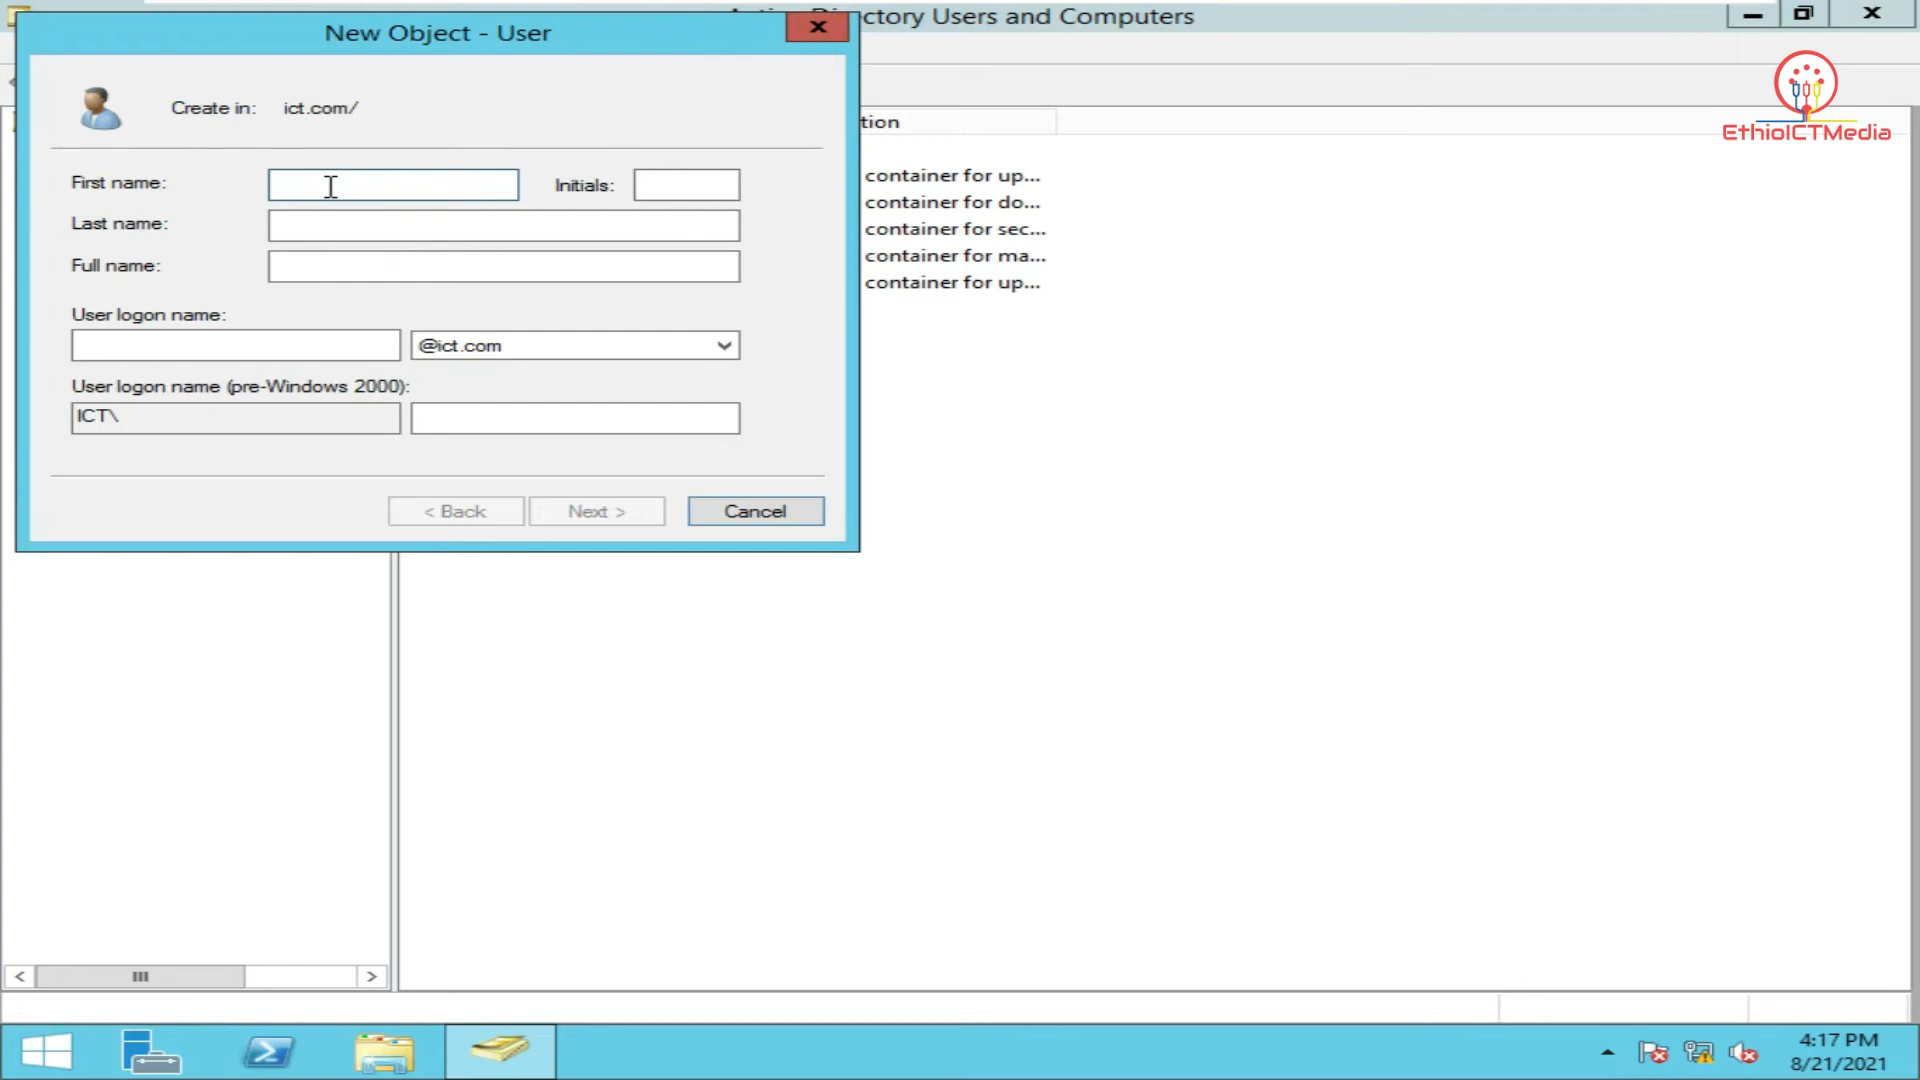 Directory Users and Computers
New Object - User
EthioICTMedia
Create in: ict.com/
tion
First name:
Initials:
container for up...
container for do...
Last name:
container for sec...
container for ma...
Full name:
container for up...
User logon name:
@ict.com
User logon name (pre-Windows 2000):
ICT\
< Back
Next >
Cancel
4:17 PM
8/21/2021